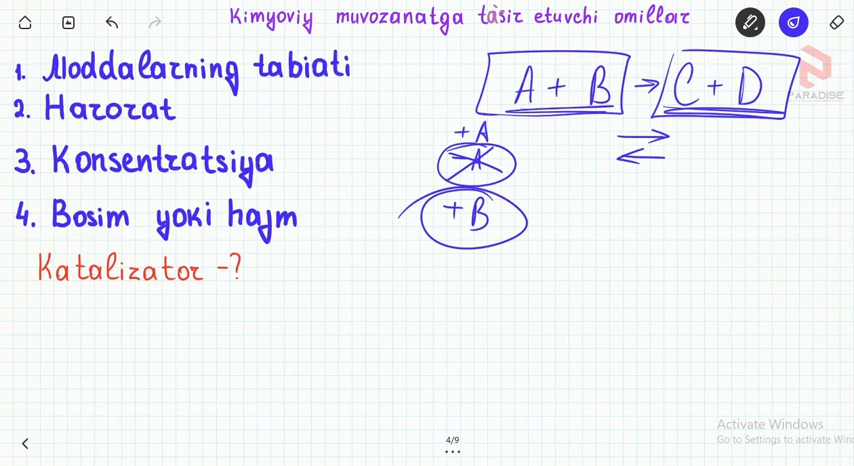 Kimyoviy muvozanatga ta'sir etuvchi omillar
1. Moddalarning tabiati
2. Harorat
3. Konsentratsiya
4. Bosim yoki hajm
Katalizator -?
A + B → C + D
+A
-A
+B
PARADISE
Activate Windows
Go to Settings to activate Win
4/9